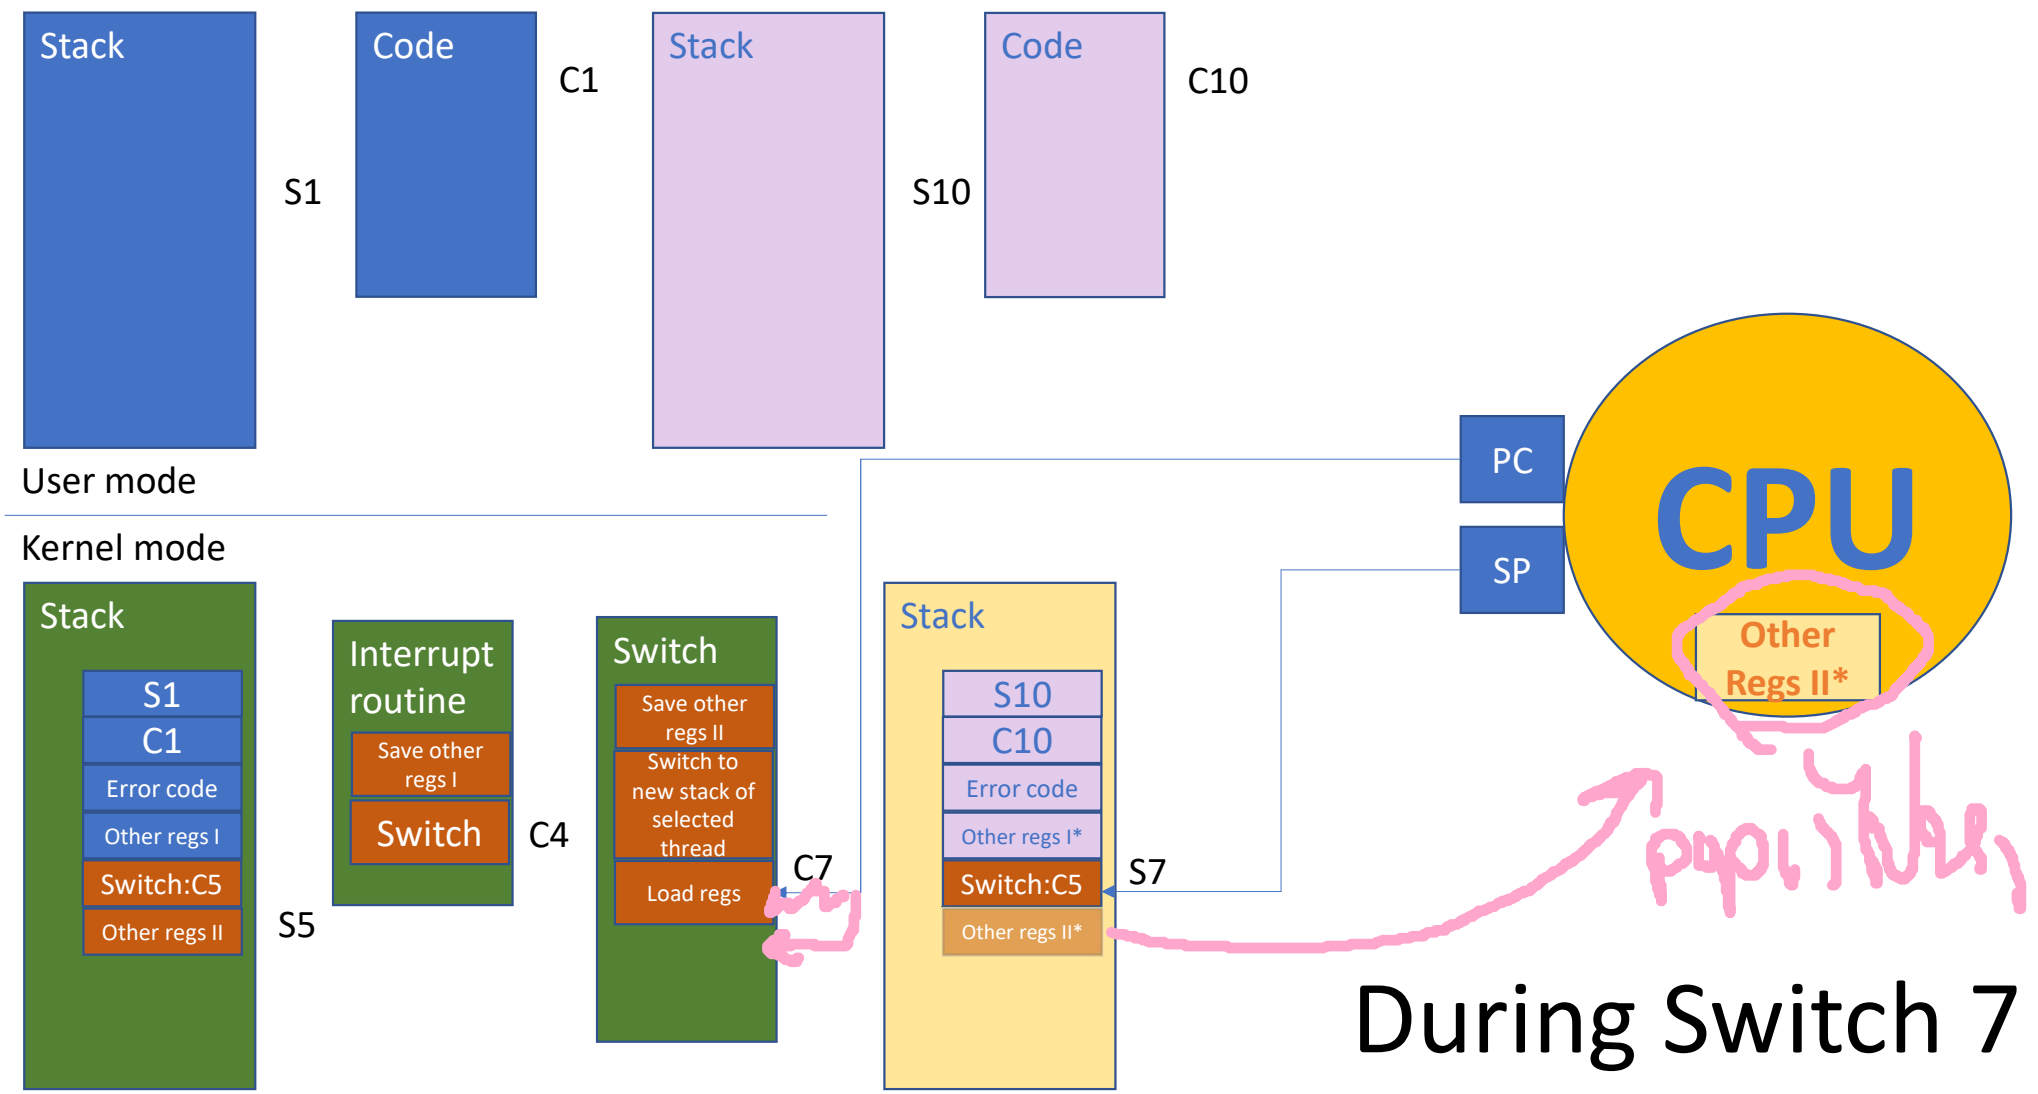 Stack
Code
C1
Stack
Code
C10
S1
S10
User mode
Kernel mode
PC
SP
CPU
Other
Regs II*
Stack
S1
C1
Error code
Other regs I
Switch:C5
Other regs II
S5
Interrupt
routine
Save other
regs I
Switch
C4
Switch
Save other
regs II
Switch to
new stack of
selected
thread
Load regs
C7
Stack
S10
C10
Error code
Other regs I*
Switch:C5
Other regs II*
S7
During Switch 7